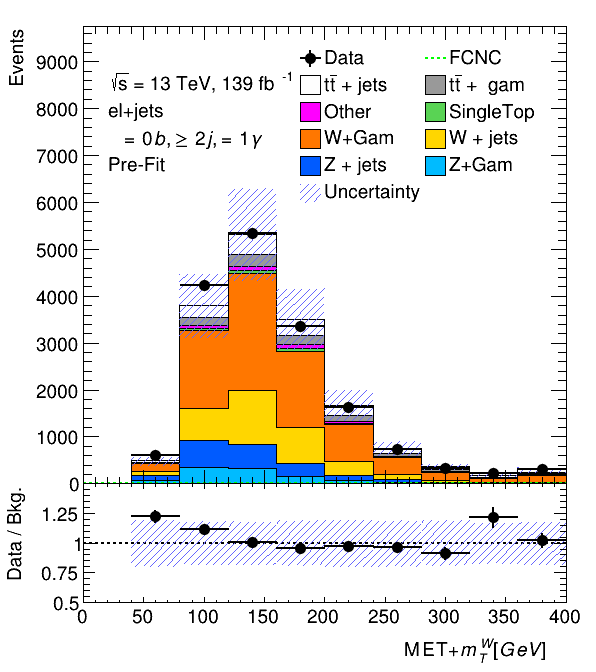 Events
9000
8000
7000
6000
5000
4000
3000
2000
1000
0
√s = 13 TeV, 139 fb⁻¹
el+jets
= 0b, ≥ 2j, = 1γ
Pre-Fit
Data
FCNC
tt̄ + jets
tt̄ + gam
Other
SingleTop
W+Gam
W + jets
Z + jets
Z+Gam
Uncertainty
Data / Bkg.
1.25
1
0.75
0.5
0 50 100 150 200 250 300 350 400
MET+m_T^W[GeV]